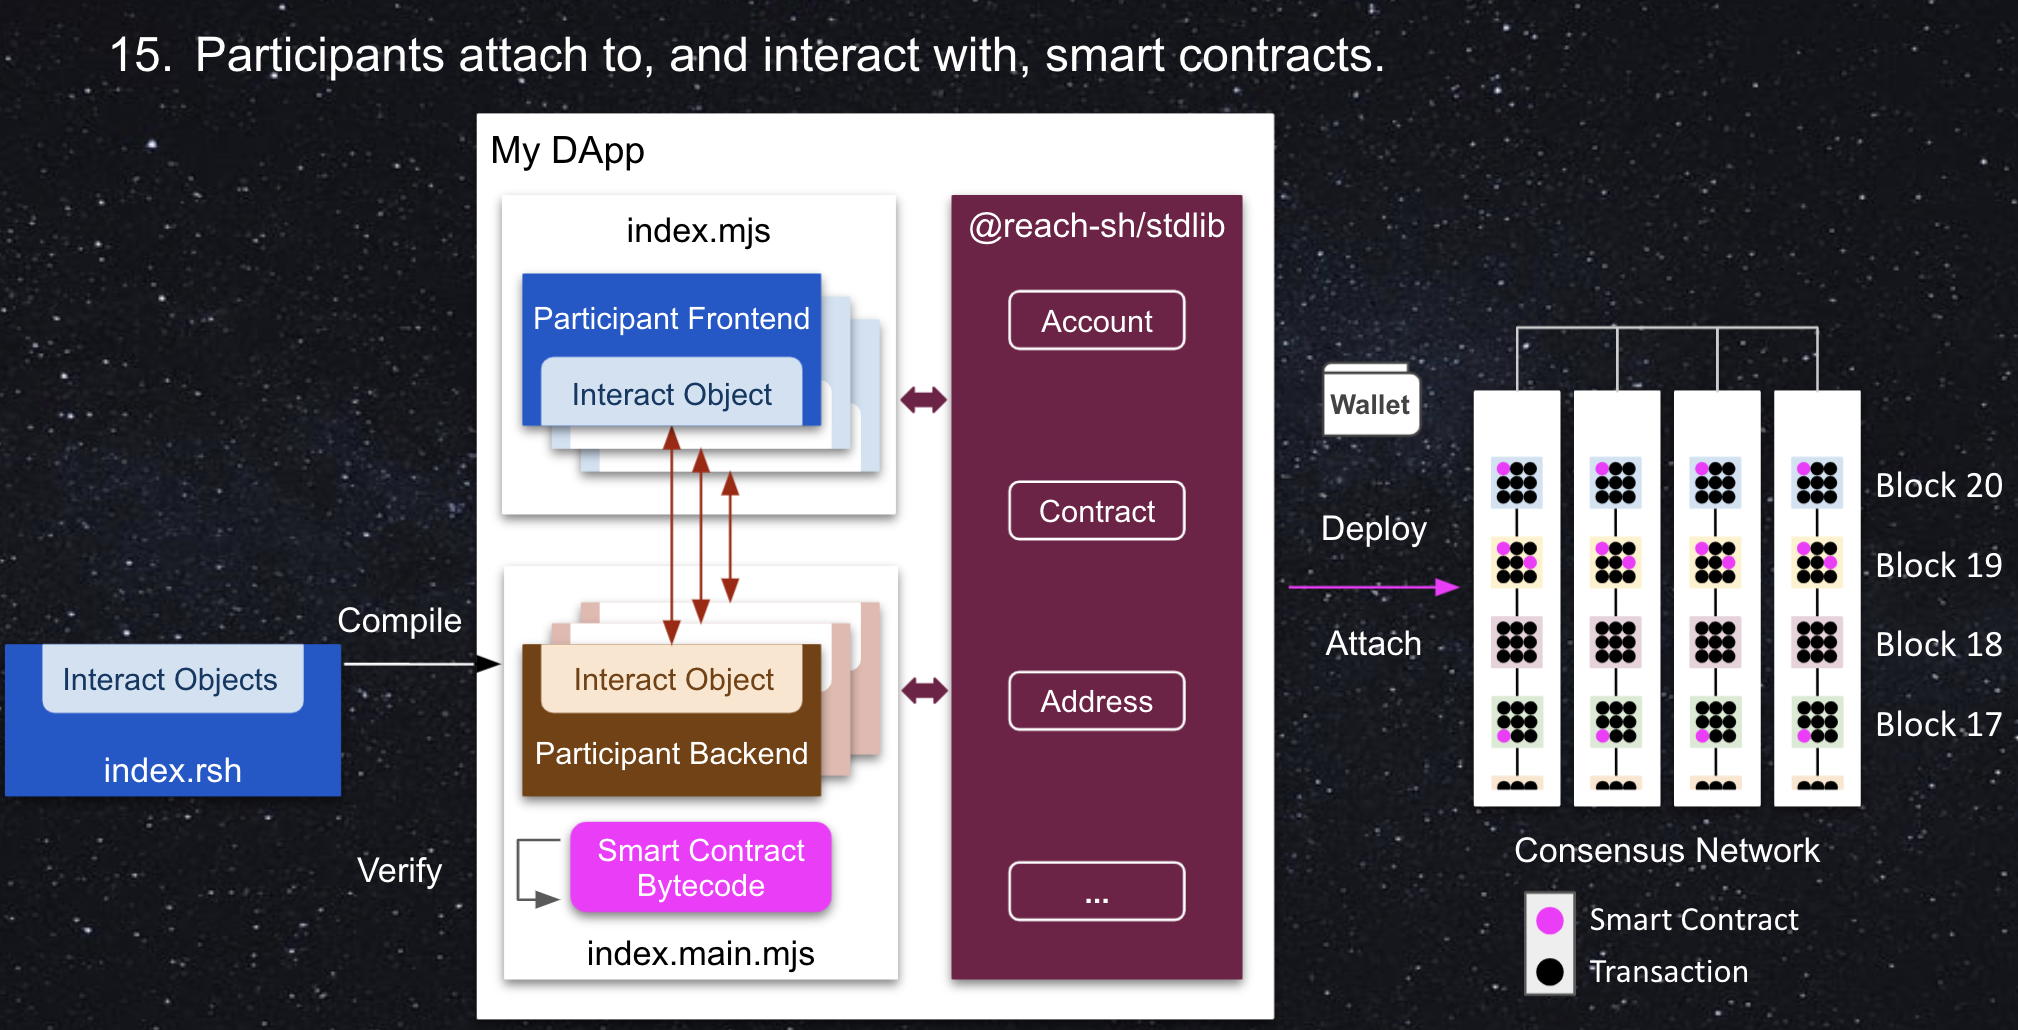 15. Participants attach to, and interact with, smart contracts.
My DApp
index.mjs
Participant Frontend
Interact Object
@reach-sh/stdlib
Account
Contract
Address
...
Compile
Interact Objects
index.rsh
Verify
Interact Object
Participant Backend
Smart Contract
Bytecode
index.main.mjs
Wallet
Deploy
Attach
Block 20
Block 19
Block 18
Block 17
Consensus Network
Smart Contract
Transaction